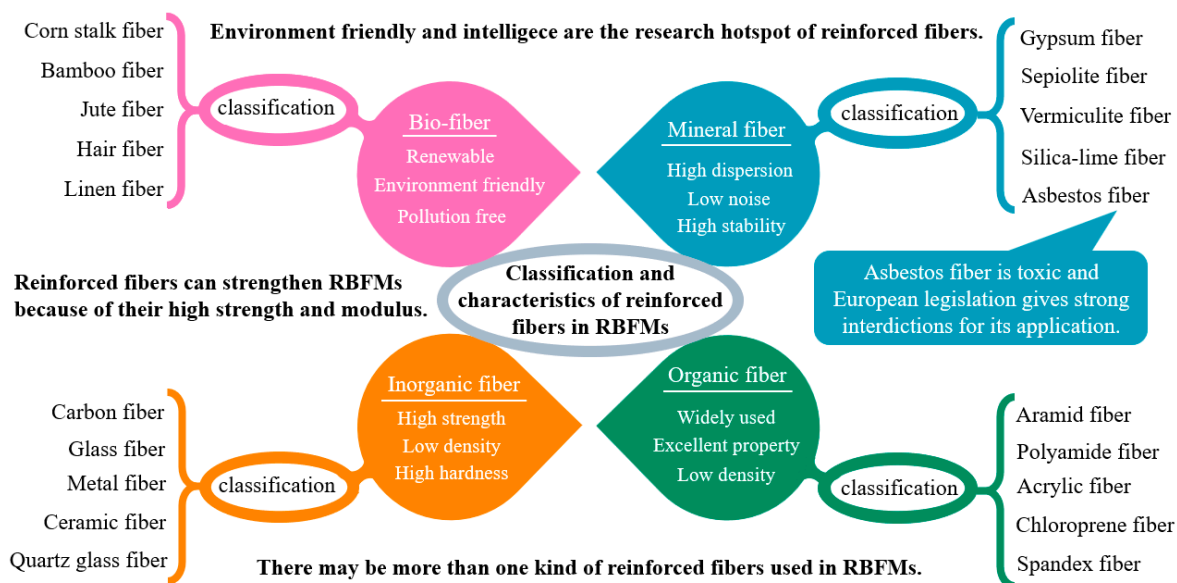 Environment friendly and intelligece are the research hotspot of reinforced fibers.
Corn stalk fiber
Bamboo fiber
Jute fiber
Hair fiber
Linen fiber
classification
Bio-fiber
Renewable
Environment friendly
Pollution free
Mineral fiber
High dispersion
Low noise
High stability
classification
Gypsum fiber
Sepiolite fiber
Vermiculite fiber
Silica-lime fiber
Asbestos fiber
Asbestos fiber is toxic and
European legislation gives strong
interdictions for its application.
Reinforced fibers can strengthen RBFMs
because of their high strength and modulus.
Classification and
characteristics of reinforced
fibers in RBFMs
Carbon fiber
Glass fiber
Metal fiber
Ceramic fiber
Quartz glass fiber
classification
Inorganic fiber
High strength
Low density
High hardness
Organic fiber
Widely used
Excellent property
Low density
classification
Aramid fiber
Polyamide fiber
Acrylic fiber
Chloroprene fiber
Spandex fiber
There may be more than one kind of reinforced fibers used in RBFMs.